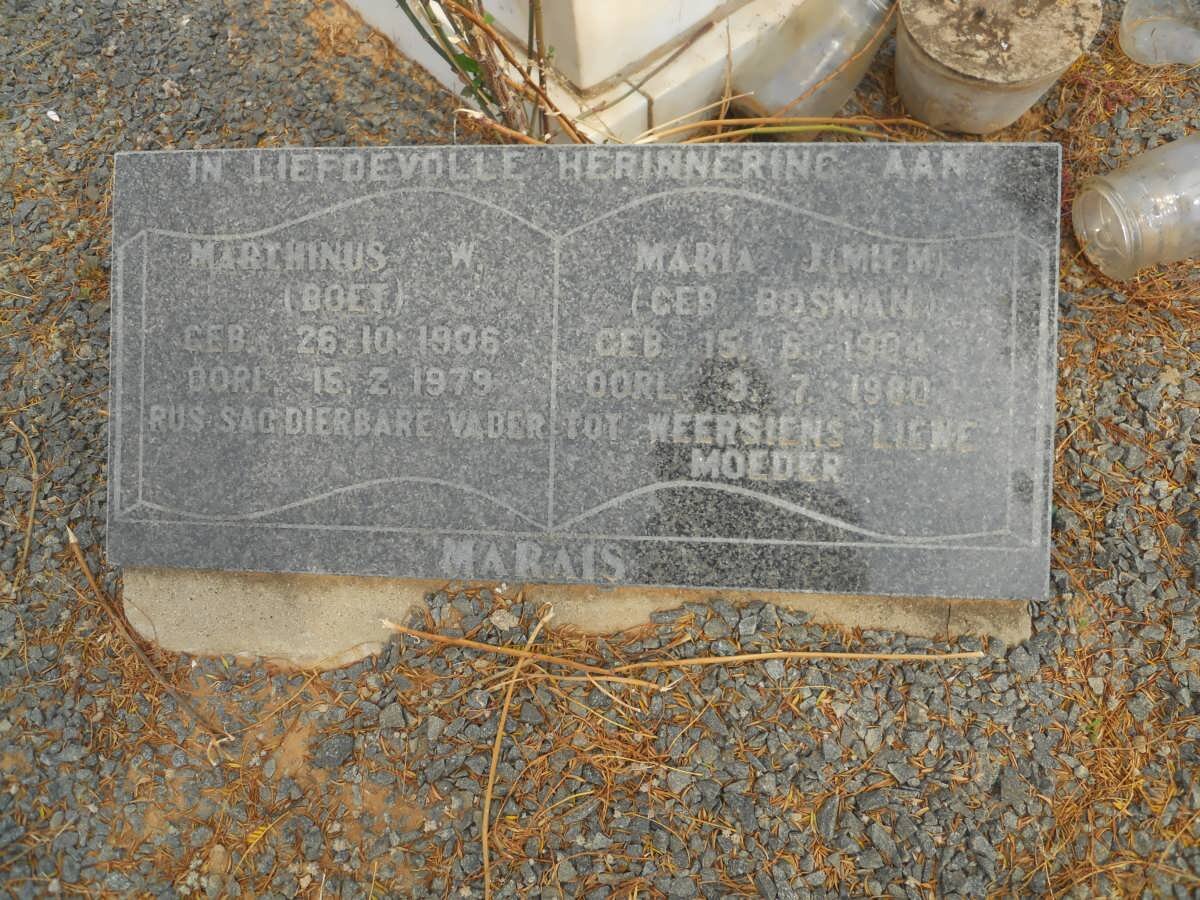 IN LIEFDEVOLLE HERINNERING AAN
MARTHINUS W.
(BOET)
GEB. 26.10.1906
OORL. 15.2.1979
RUS SAG DIERBARE VADER
MARIA J.(MIEM)
(GEB. BOSMAN)
GEB. 15. 6. 1904
OORL. 3. 7. 1980
TOT WEERSIENS LIEWE
MOEDER
MARAIS